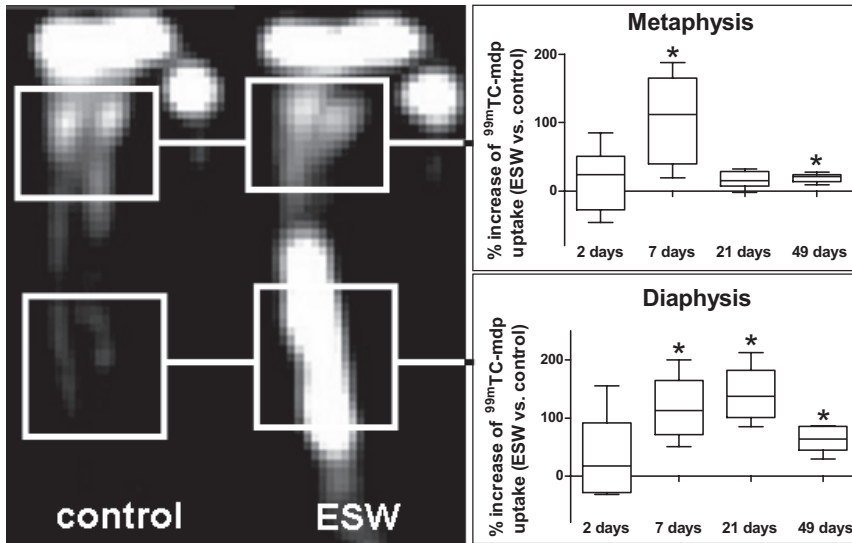 control
ESW
Metaphysis
% increase of ⁹⁹ᵐTC-mdp
uptake (ESW vs. control)
200
100
0
*
*
2 days 7 days 21 days 49 days
Diaphysis
% increase of ⁹⁹ᵐTC-mdp
uptake (ESW vs. control)
200
100
0
*
*
*
2 days 7 days 21 days 49 days